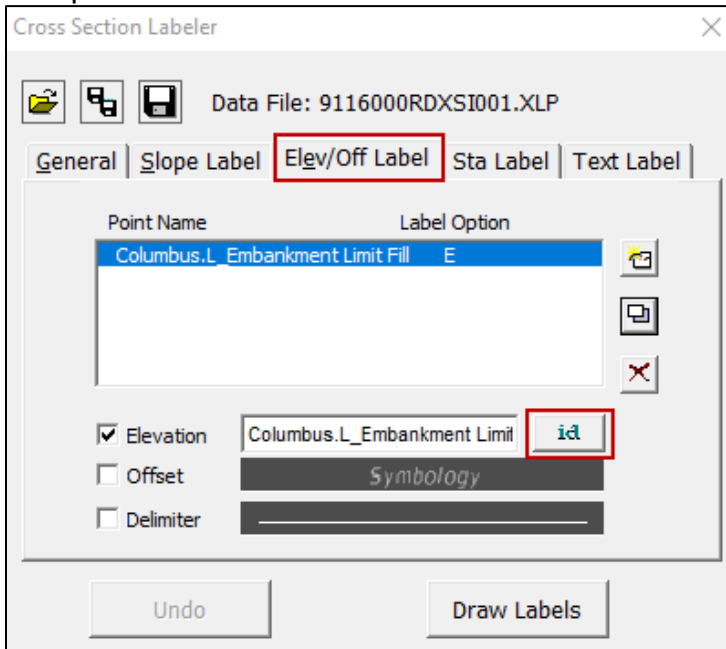 Cross Section Labeler
Data File: 9116000RDXSI001.XLP
General Slope Label Elev/Off Label Sta Label Text Label
Point Name Label Option
Columbus.L_Embankment Limit Fill E
Elevation Columbus.L_Embankment Limit id
Offset Symbology
Delimiter
Undo Draw Labels